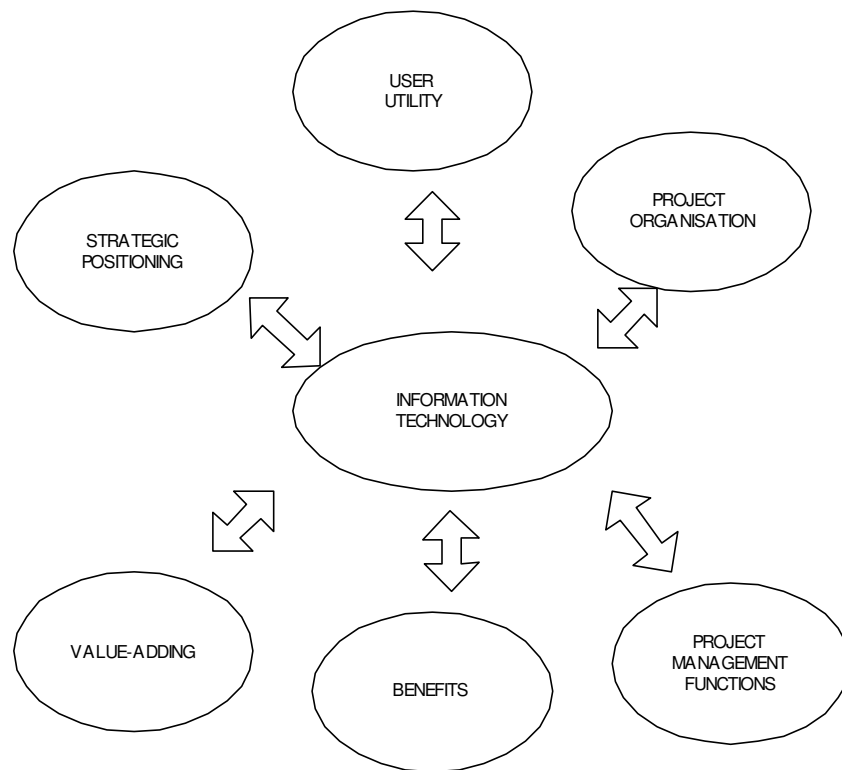 USER
UTILITY
PROJECT
ORGANISATION
STRATEGIC
POSITIONING
INFORMATION
TECHNOLOGY
VALUE-ADDING
BENEFITS
PROJECT
MANAGEMENT
FUNCTIONS